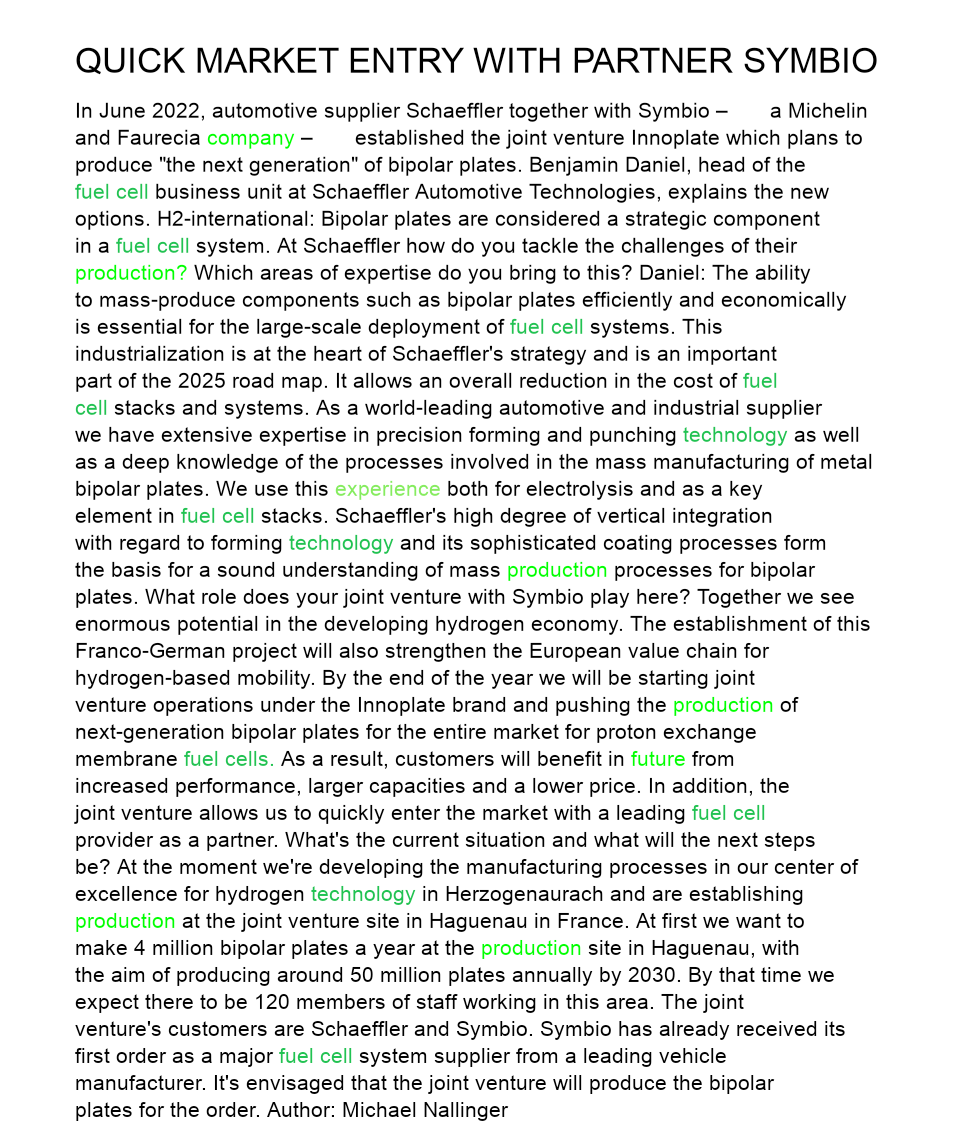 QUICK MARKET ENTRY WITH PARTNER SYMBIO
In June 2022, automotive supplier Schaeffler together with Symbio – a Michelin
and Faurecia company – established the joint venture Innoplate which plans to
produce "the next generation" of bipolar plates. Benjamin Daniel, head of the
fuel cell business unit at Schaeffler Automotive Technologies, explains the new
options. H2-international: Bipolar plates are considered a strategic component
in a fuel cell system. At Schaeffler how do you tackle the challenges of their
production? Which areas of expertise do you bring to this? Daniel: The ability
to mass-produce components such as bipolar plates efficiently and economically
is essential for the large-scale deployment of fuel cell systems. This
industrialization is at the heart of Schaeffler's strategy and is an important
part of the 2025 road map. It allows an overall reduction in the cost of fuel
cell stacks and systems. As a world-leading automotive and industrial supplier
we have extensive expertise in precision forming and punching technology as well
as a deep knowledge of the processes involved in the mass manufacturing of metal
bipolar plates. We use this experience both for electrolysis and as a key
element in fuel cell stacks. Schaeffler's high degree of vertical integration
with regard to forming technology and its sophisticated coating processes form
the basis for a sound understanding of mass production processes for bipolar
plates. What role does your joint venture with Symbio play here? Together we see
enormous potential in the developing hydrogen economy. The establishment of this
Franco-German project will also strengthen the European value chain for
hydrogen-based mobility. By the end of the year we will be starting joint
venture operations under the Innoplate brand and pushing the production of
next-generation bipolar plates for the entire market for proton exchange
membrane fuel cells. As a result, customers will benefit in future from
increased performance, larger capacities and a lower price. In addition, the
joint venture allows us to quickly enter the market with a leading fuel cell
provider as a partner. What's the current situation and what will the next steps
be? At the moment we're developing the manufacturing processes in our center of
excellence for hydrogen technology in Herzogenaurach and are establishing
production at the joint venture site in Haguenau in France. At first we want to
make 4 million bipolar plates a year at the production site in Haguenau, with
the aim of producing around 50 million plates annually by 2030. By that time we
expect there to be 120 members of staff working in this area. The joint
venture's customers are Schaeffler and Symbio. Symbio has already received its
first order as a major fuel cell system supplier from a leading vehicle
manufacturer. It's envisaged that the joint venture will produce the bipolar
plates for the order. Author: Michael Nallinger